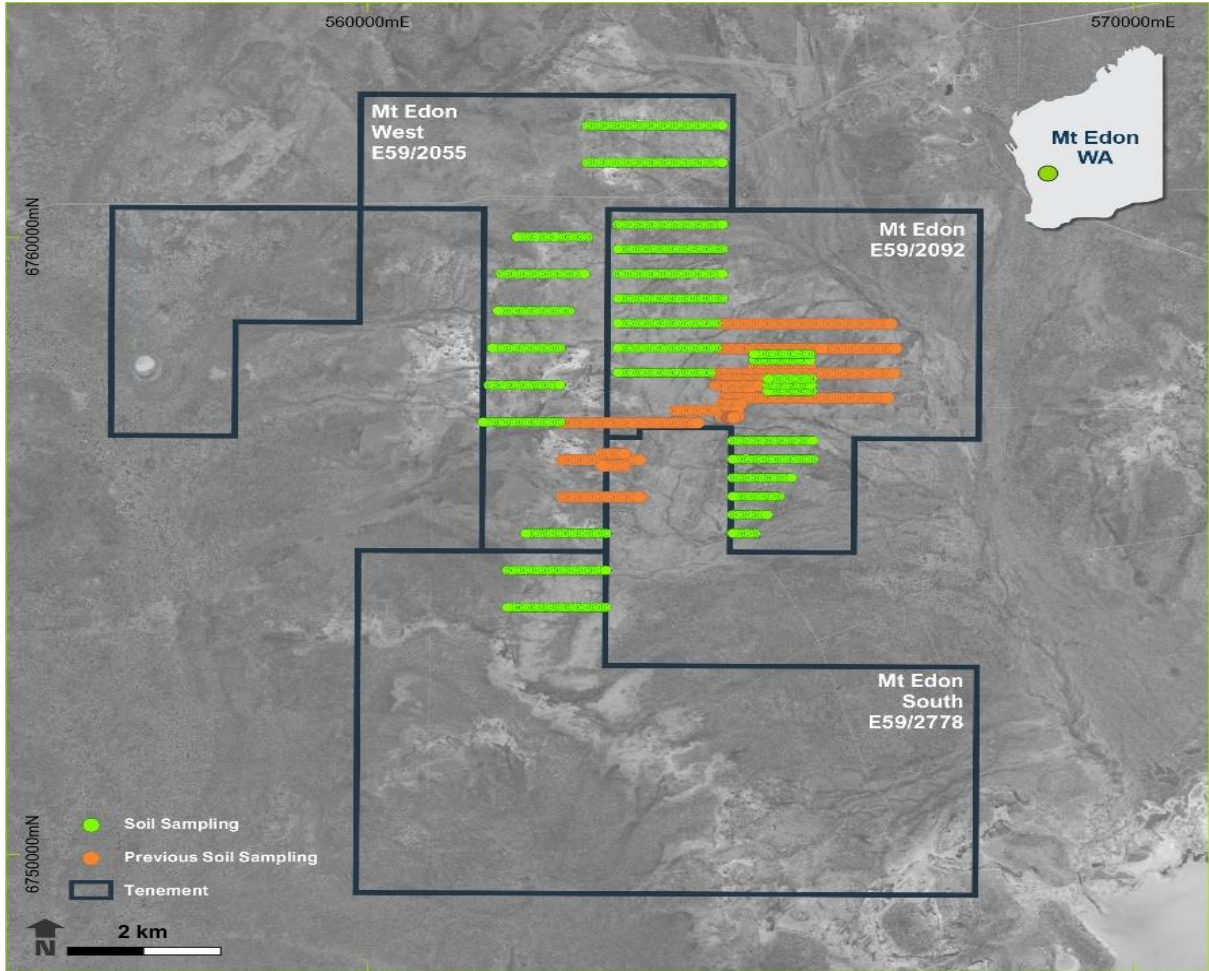 560000mE
570000mE
Mt Edon
West
E59/2055
Mt Edon
WA
6760000mN
Mt Edon
E59/2092
Mt Edon
South
E59/2778
Soil Sampling
Previous Soil Sampling
Tenement
6750000mN
2 km
N